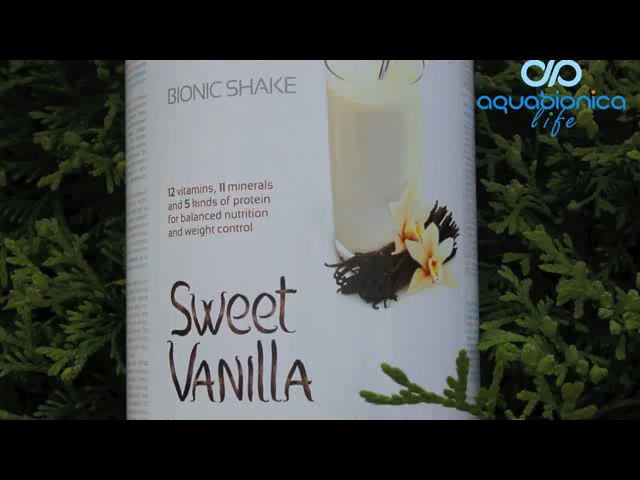 BIONIC SHAKE
aquabionica
life
12 vitamins, 11 minerals
and 5 kinds of protein
for balanced nutrition
and weight control
Sweet
VANILLA